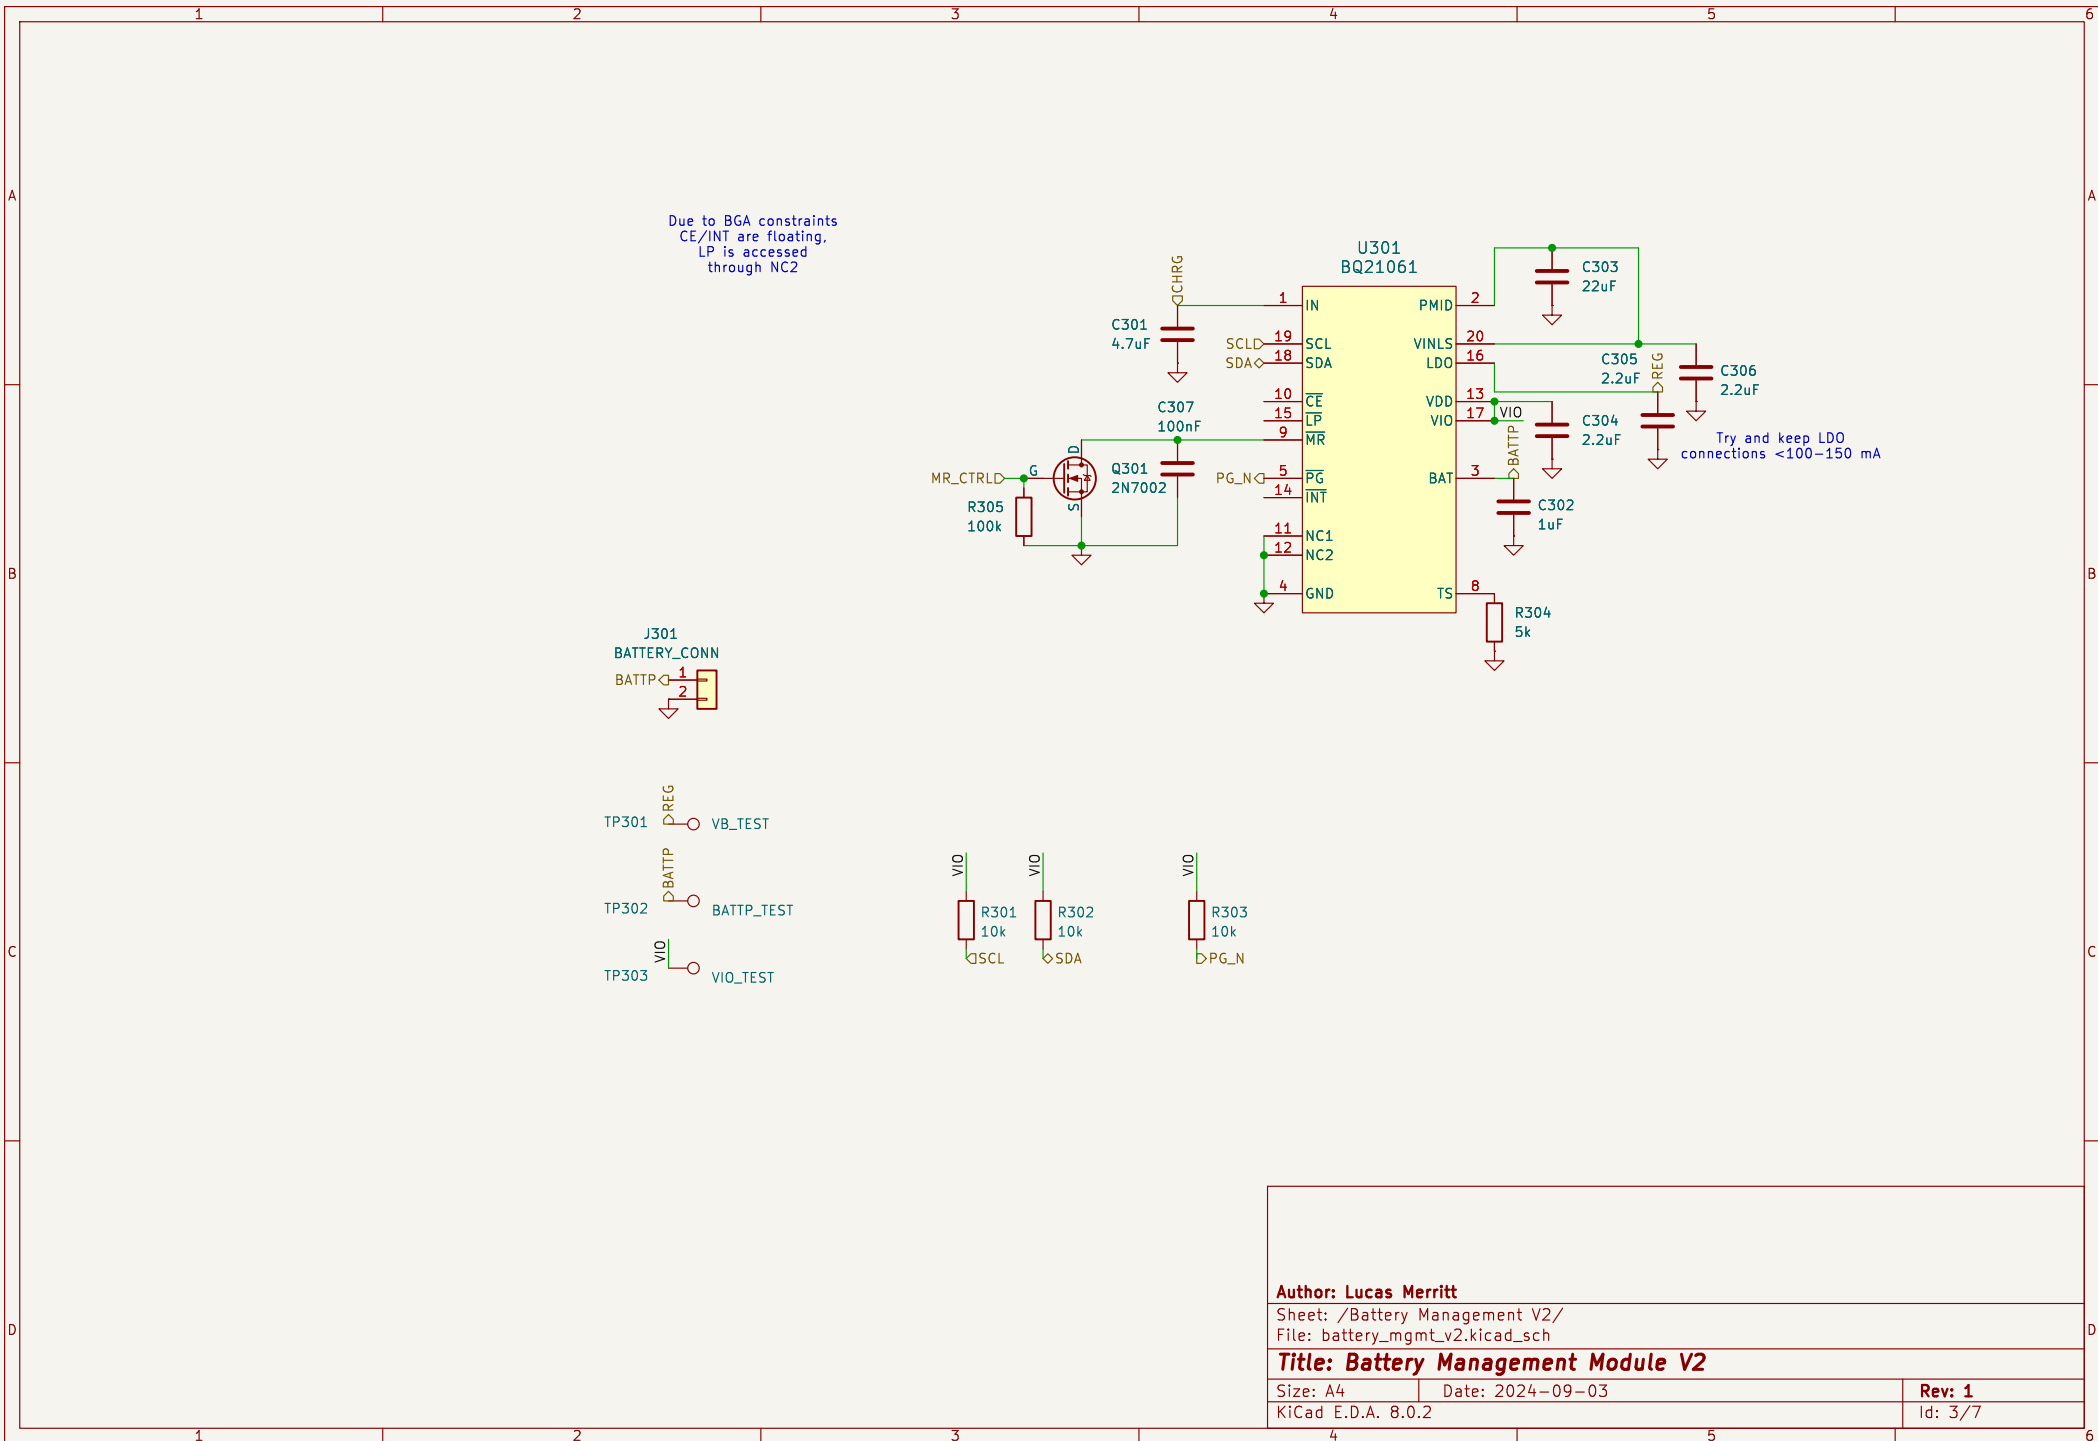 1 2 3 4 5 6
A A
B B
C C
D D
Due to BGA constraints
CE/INT are floating,
LP is accessed
through NC2
CHRG
C301
4.7uF
SCL
SDA
C307
100nF
MR_CTRL
G
D
S
Q301
2N7002
R305
100k
PG_N
U301
BQ21061
1 IN
19 SCL
18 SDA
10 CE
15 LP
9 MR
5 PG
14 INT
11 NC1
12 NC2
4 GND
PMID 2
VINLS 20
LDO 16
VDD 13
VIO 17
BAT 3
TS 8
C303
22uF
C305
2.2uF
REG
C306
2.2uF
VIO
BATTP
C304
2.2uF
Try and keep LDO
connections <100-150 mA
C302
1uF
R304
5k
J301
BATTERY_CONN
BATTP 1
2
REG
TP301 VB_TEST
BATTP
TP302 BATTP_TEST
VIO
TP303 VIO_TEST
VIO
R301
10k
SCL
VIO
R302
10k
SDA
VIO
R303
10k
PG_N
Author: Lucas Merritt
Sheet: /Battery Management V2/
File: battery_mgmt_v2.kicad_sch
Title: Battery Management Module V2
Size: A4 Date: 2024-09-03 Rev: 1
KiCad E.D.A. 8.0.2 Id: 3/7
1 2 3 4 5 6